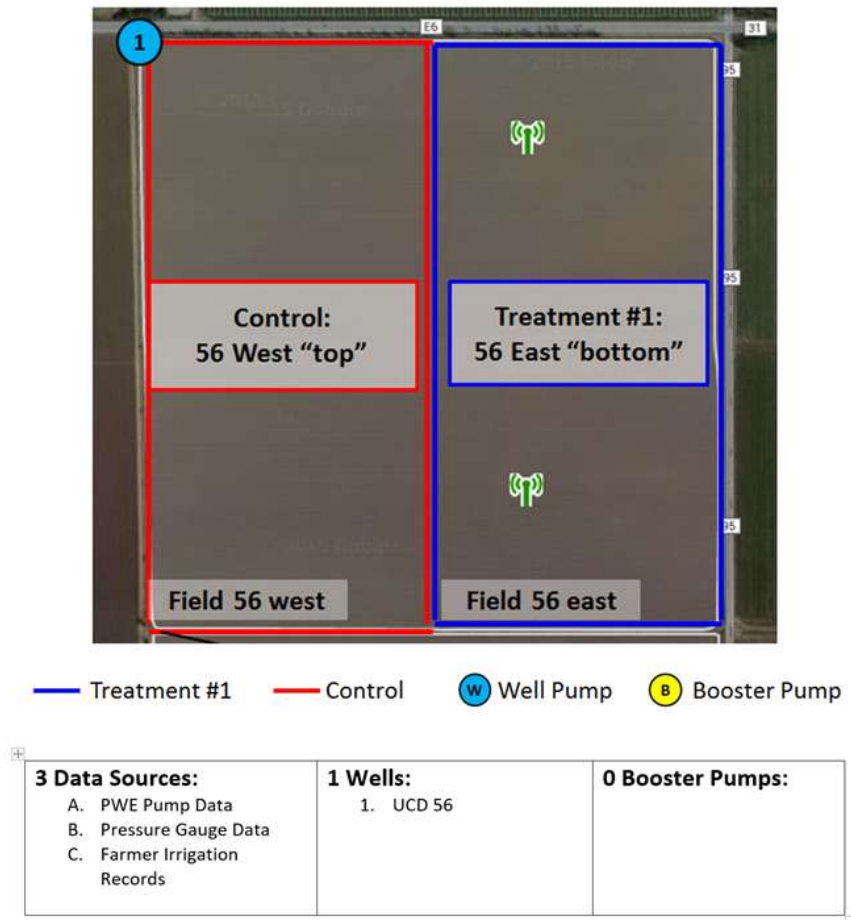 E6
31
1
95
Control:
56 West “top”
Treatment #1:
56 East “bottom”
95
95
Field 56 west
Field 56 east
Treatment #1
Control
W Well Pump
B Booster Pump
3 Data Sources:
A. PWE Pump Data
B. Pressure Gauge Data
C. Farmer Irrigation
Records
1 Wells:
1. UCD 56
0 Booster Pumps: